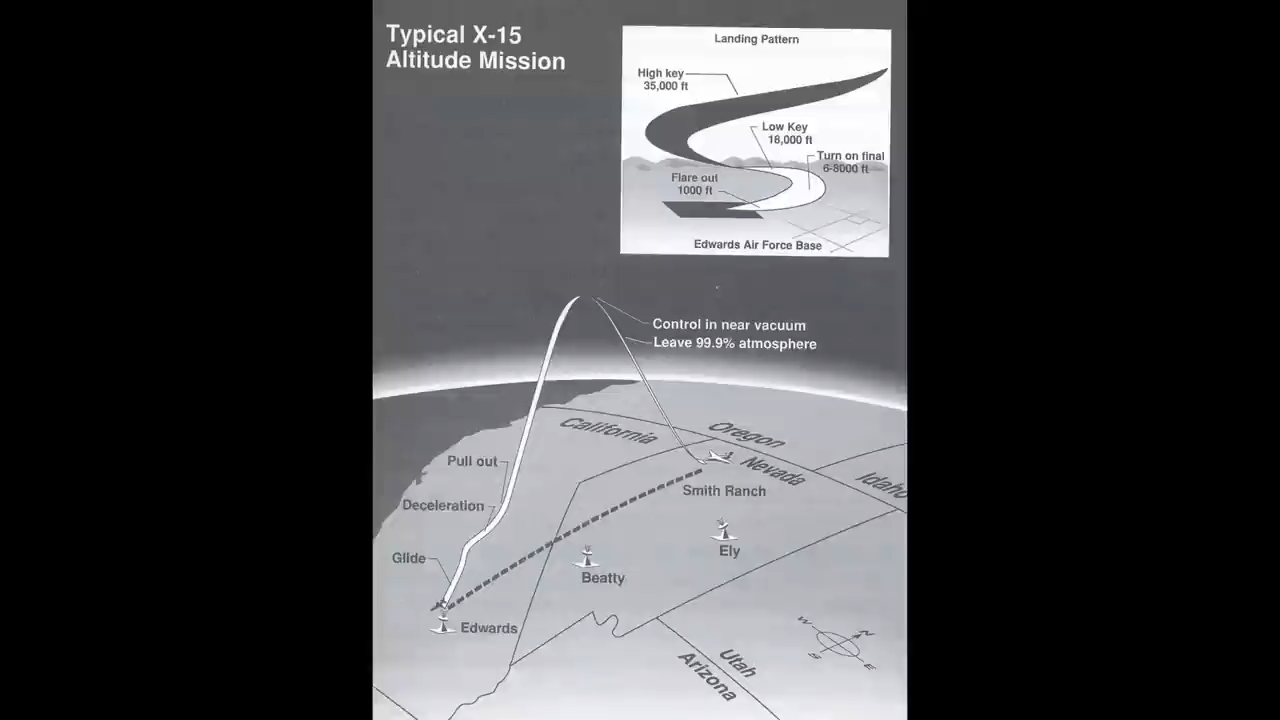 Typical X-15
Altitude Mission
Landing Pattern
High key
35,000 ft
Low Key
18,000 ft
Turn on final
6-8000 ft
Flare out
1000 ft
Edwards Air Force Base
Control in near vacuum
Leave 99.9% atmosphere
California
Oregon
Nevada
Idaho
Pull out
Smith Ranch
Deceleration
Ely
Glide
Beatty
Edwards
W
N
S
E
Utah
Arizona